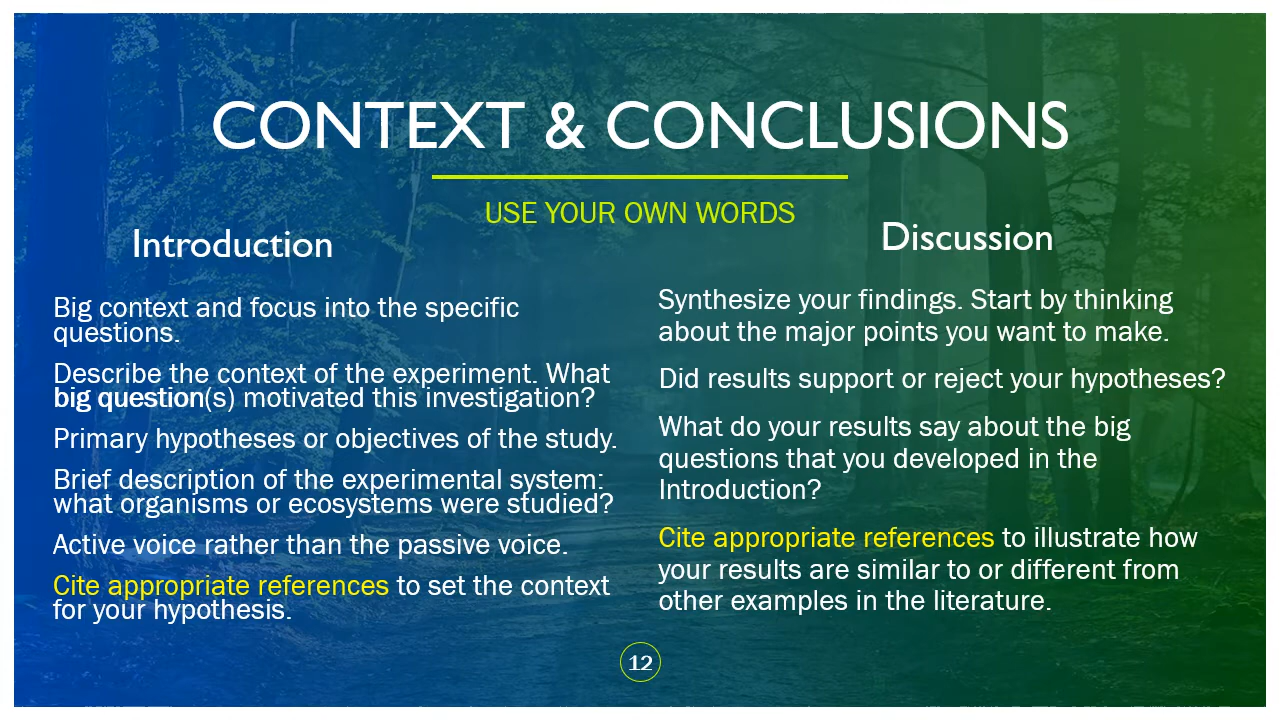 CONTEXT & CONCLUSIONS
USE YOUR OWN WORDS
Introduction
Big context and focus into the specific
questions.
Describe the context of the experiment. What
big question(s) motivated this investigation?
Primary hypotheses or objectives of the study.
Brief description of the experimental system:
what organisms or ecosystems were studied?
Active voice rather than the passive voice.
Cite appropriate references to set the context
for your hypothesis.
Discussion
Synthesize your findings. Start by thinking
about the major points you want to make.
Did results support or reject your hypotheses?
What do your results say about the big
questions that you developed in the
Introduction?
Cite appropriate references to illustrate how
your results are similar to or different from
other examples in the literature.
12